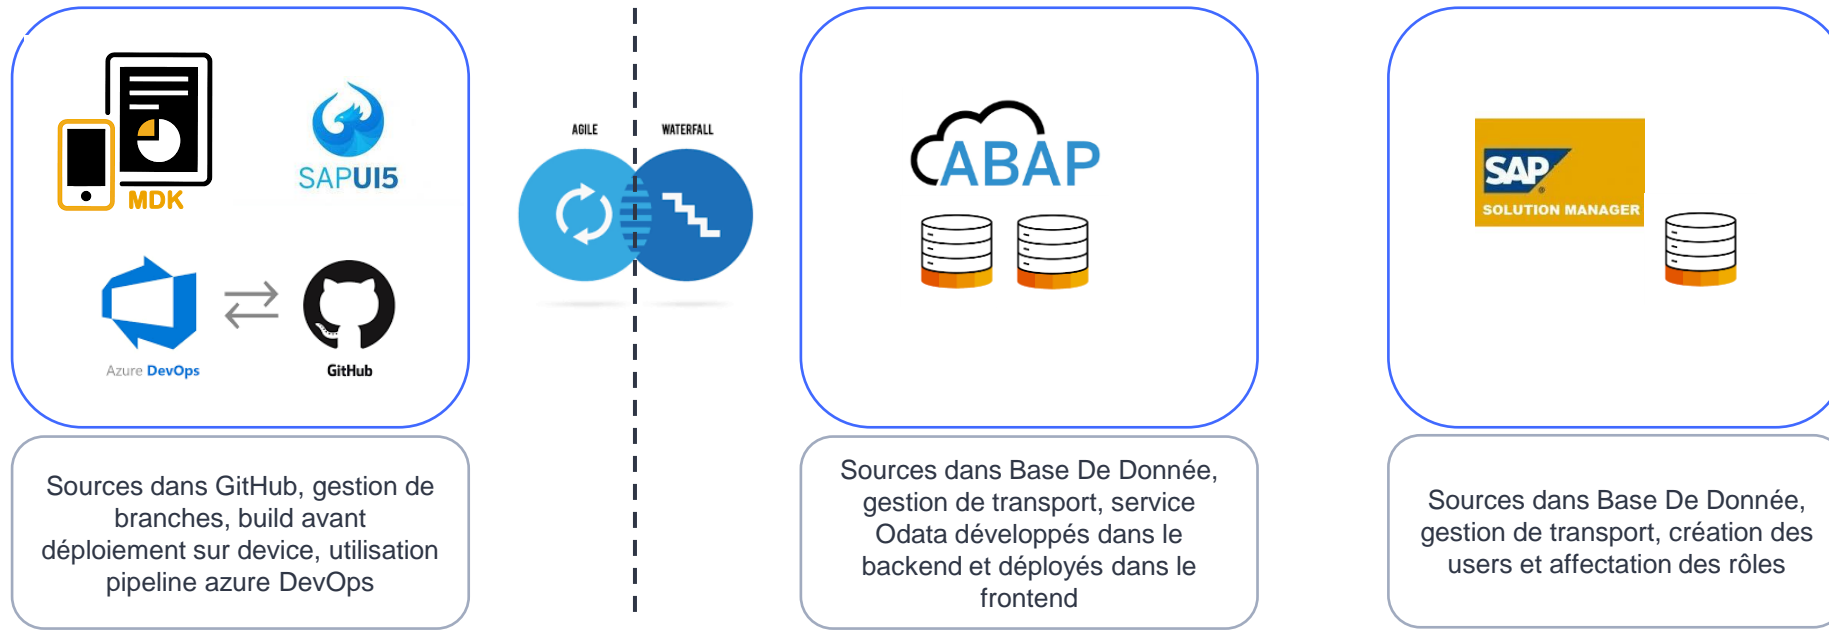 MDK
SAPUI5
Azure DevOps
GitHub
AGILE
WATERFALL
ABAP
SAP
®
SOLUTION MANAGER
Sources dans GitHub, gestion de
branches, build avant
déploiement sur device, utilisation
pipeline azure DevOps
Sources dans Base De Donnée,
gestion de transport, service
Odata développés dans le
backend et déployés dans le
frontend
Sources dans Base De Donnée,
gestion de transport, création des
users et affectation des rôles